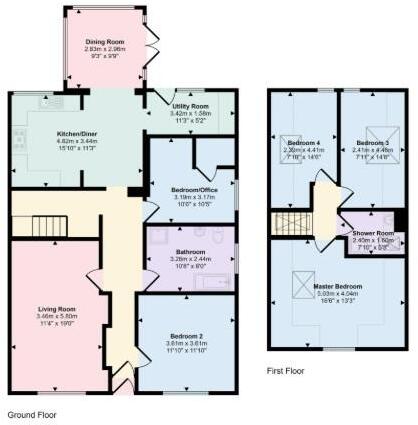 Dining Room
2.83m x 2.96m
9'3" x 9'9"
Utility Room
3.42m x 1.58m
11'3" x 5'2"
Kitchen/Diner
4.82m x 3.44m
15'10" x 11'3"
Bedroom/Office
3.19m x 3.17m
10'6" x 10'5"
Bathroom
3.26m x 2.44m
10'8" x 8'0"
Living Room
3.46m x 5.80m
11'4" x 19'0"
Bedroom 2
3.61m x 3.61m
11'10" x 11'10"
Ground Floor
Bedroom 4
2.39m x 4.41m
7'10" x 14'6"
Bedroom 3
2.41m x 4.46m
7'11" x 14'8"
Shower Room
2.40m x 1.60m
7'10" x 5'3"
Master Bedroom
5.03m x 4.04m
16'6" x 13'3"
First Floor